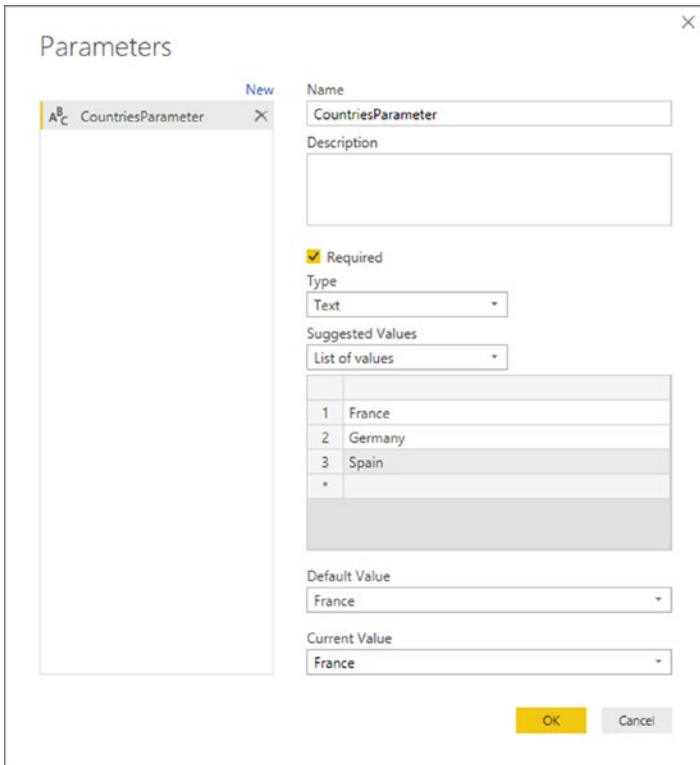 Parameters
New
ABC CountriesParameter
Name
CountriesParameter
Description
Required
Type
Text
Suggested Values
List of values
1 France
2 Germany
3 Spain
*
Default Value
France
Current Value
France
OK Cancel